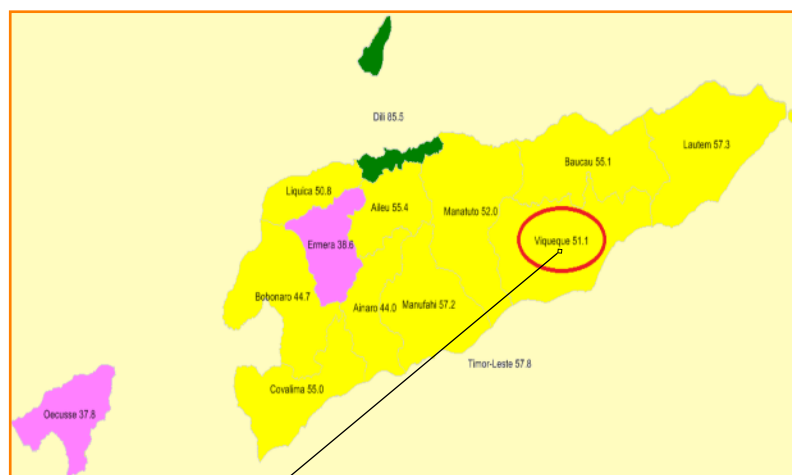 Dili 85.5
Lautem 57.3
Baucau 55.1
Liquica 50.8
Aileu 55.4
Manatuto 52.0
Viqueque 51.1
Ermera 38.6
Bobonaro 44.7
Ainaro 44.0
Manufahi 57.2
Timor-Leste 57.8
Covalima 55.0
Oecusse 37.8